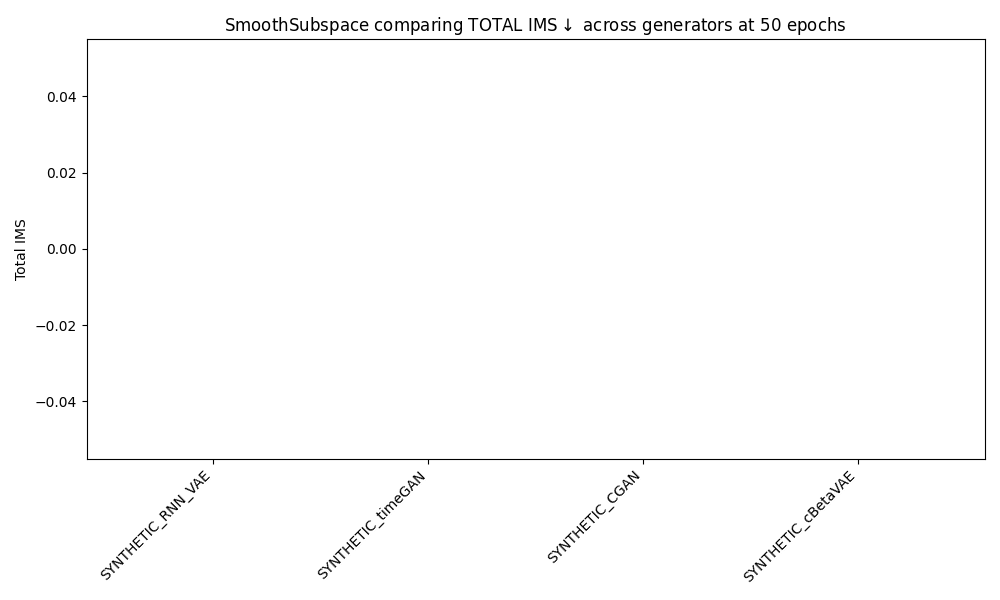 SmoothSubspace comparing TOTAL IMS ↓ across generators at 50 epochs
Total IMS
0.04
0.02
0.00
−0.02
−0.04
SYNTHETIC_RNN_VAE
SYNTHETIC_timeGAN
SYNTHETIC_CGAN
SYNTHETIC_cBetaVAE